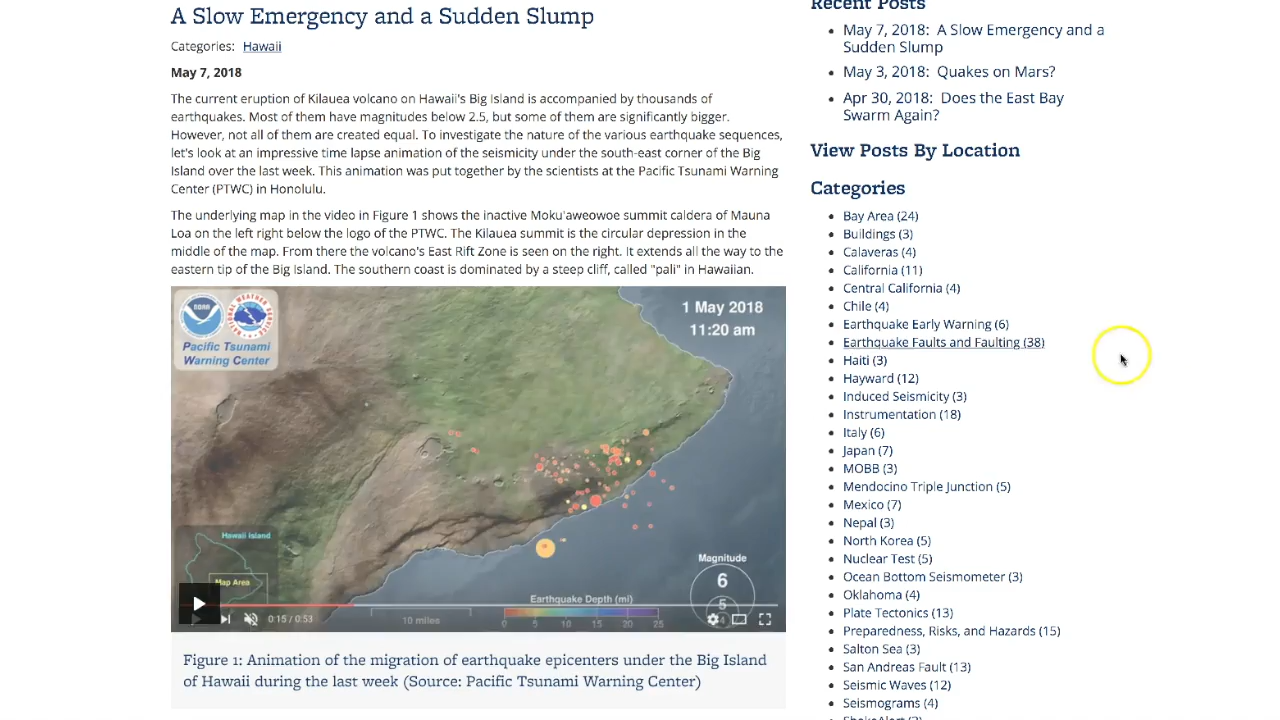 A Slow Emergency and a Sudden Slump
Categories: Hawaii
May 7, 2018
The current eruption of Kilauea volcano on Hawaii's Big Island is accompanied by thousands of
earthquakes. Most of them have magnitudes below 2.5, but some of them are significantly bigger.
However, not all of them are created equal. To investigate the nature of the various earthquake sequences,
let's look at an impressive time lapse animation of the seismicity under the south-east corner of the Big
Island over the last week. This animation was put together by the scientists at the Pacific Tsunami Warning
Center (PTWC) in Honolulu.
The underlying map in the video in Figure 1 shows the inactive Moku'aweowoe summit caldera of Mauna
Loa on the left right below the logo of the PTWC. The Kilauea summit is the circular depression in the
middle of the map. From there the volcano's East Rift Zone is seen on the right. It extends all the way to the
eastern tip of the Big Island. The southern coast is dominated by a steep cliff, called "pali" in Hawaiian.
NOAA
Pacific Tsunami
Warning Center
1 May 2018
11:20 am
Hawaii Island
Map Area
Magnitude
6
5
4
Earthquake Depth (mi)
0 5 10 15 20 25
10 miles
0:15 / 0:53
Figure 1: Animation of the migration of earthquake epicenters under the Big Island
of Hawaii during the last week (Source: Pacific Tsunami Warning Center)
Recent Posts
May 7, 2018: A Slow Emergency and a
Sudden Slump
May 3, 2018: Quakes on Mars?
Apr 30, 2018: Does the East Bay
Swarm Again?
View Posts By Location
Categories
Bay Area (24)
Buildings (3)
Calaveras (4)
California (11)
Central California (4)
Chile (4)
Earthquake Early Warning (6)
Earthquake Faults and Faulting (38)
Haiti (3)
Hayward (12)
Induced Seismicity (3)
Instrumentation (18)
Italy (6)
Japan (7)
MOBB (3)
Mendocino Triple Junction (5)
Mexico (7)
Nepal (3)
North Korea (5)
Nuclear Test (5)
Ocean Bottom Seismometer (3)
Oklahoma (4)
Plate Tectonics (13)
Preparedness, Risks, and Hazards (15)
Salton Sea (3)
San Andreas Fault (13)
Seismic Waves (12)
Seismograms (4)